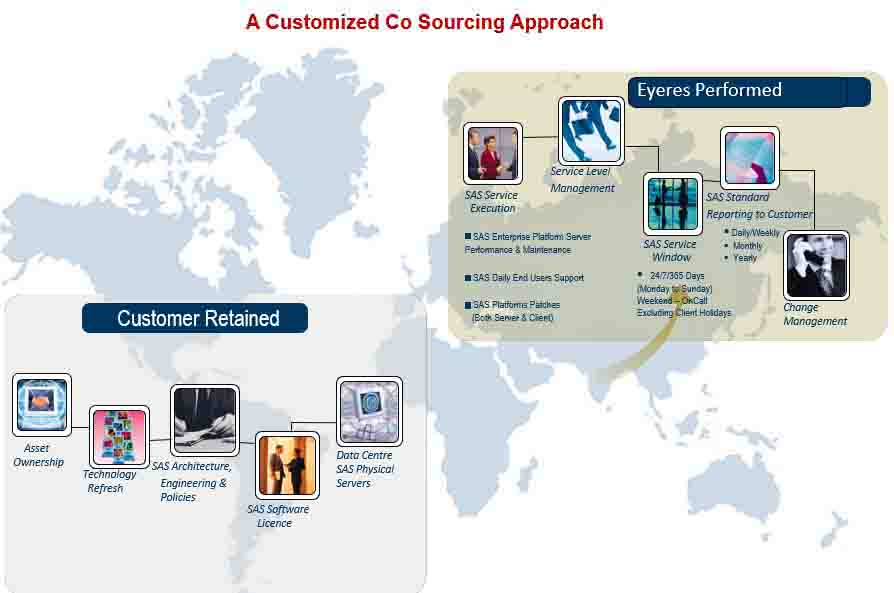 A Customized Co Sourcing Approach
Eyeres Performed
SAS Service
Execution
Service Level
Management
SAS Service
Window
SAS Standard
Reporting to Customer
Change
Management
■ SAS Enterprise Platform Server
Performance & Maintenance
■ SAS Daily End Users Support
■ SAS Platforms Patches
(Both Server & Client)
• 24/7/365 Days
(Monday to Sunday)
Weekend – OnCall
Excluding Client Holidays
• Daily/Weekly
• Monthly
• Yearly
Customer Retained
Asset
Ownership
Technology
Refresh
SAS Architecture,
Engineering &
Policies
SAS Software
Licence
Data Centre
SAS Physical
Servers